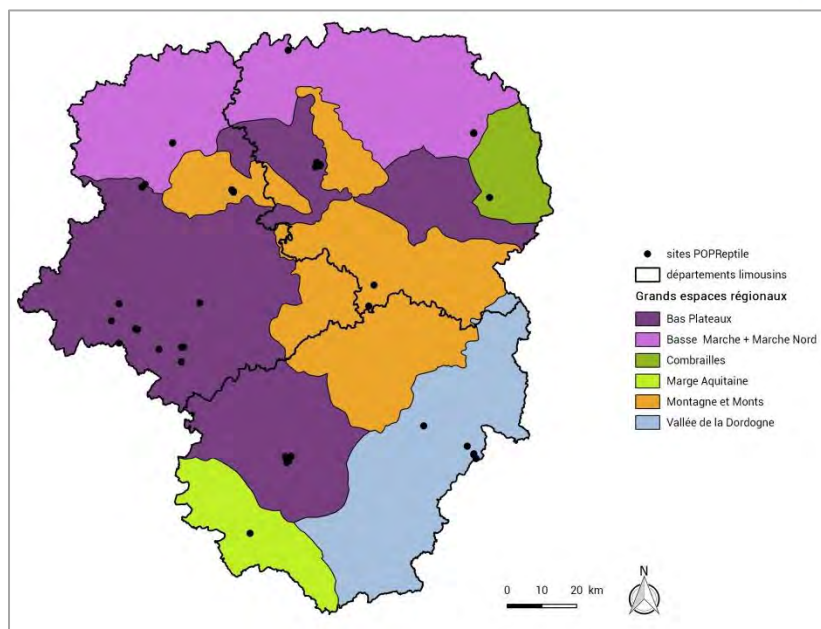 sites POPReptile
départements limousins
Grands espaces régionaux
Bas Plateaux
Basse Marche + Marche Nord
Combrailles
Marge Aquitaine
Montagne et Monts
Vallée de la Dordogne
0 10 20 km
N